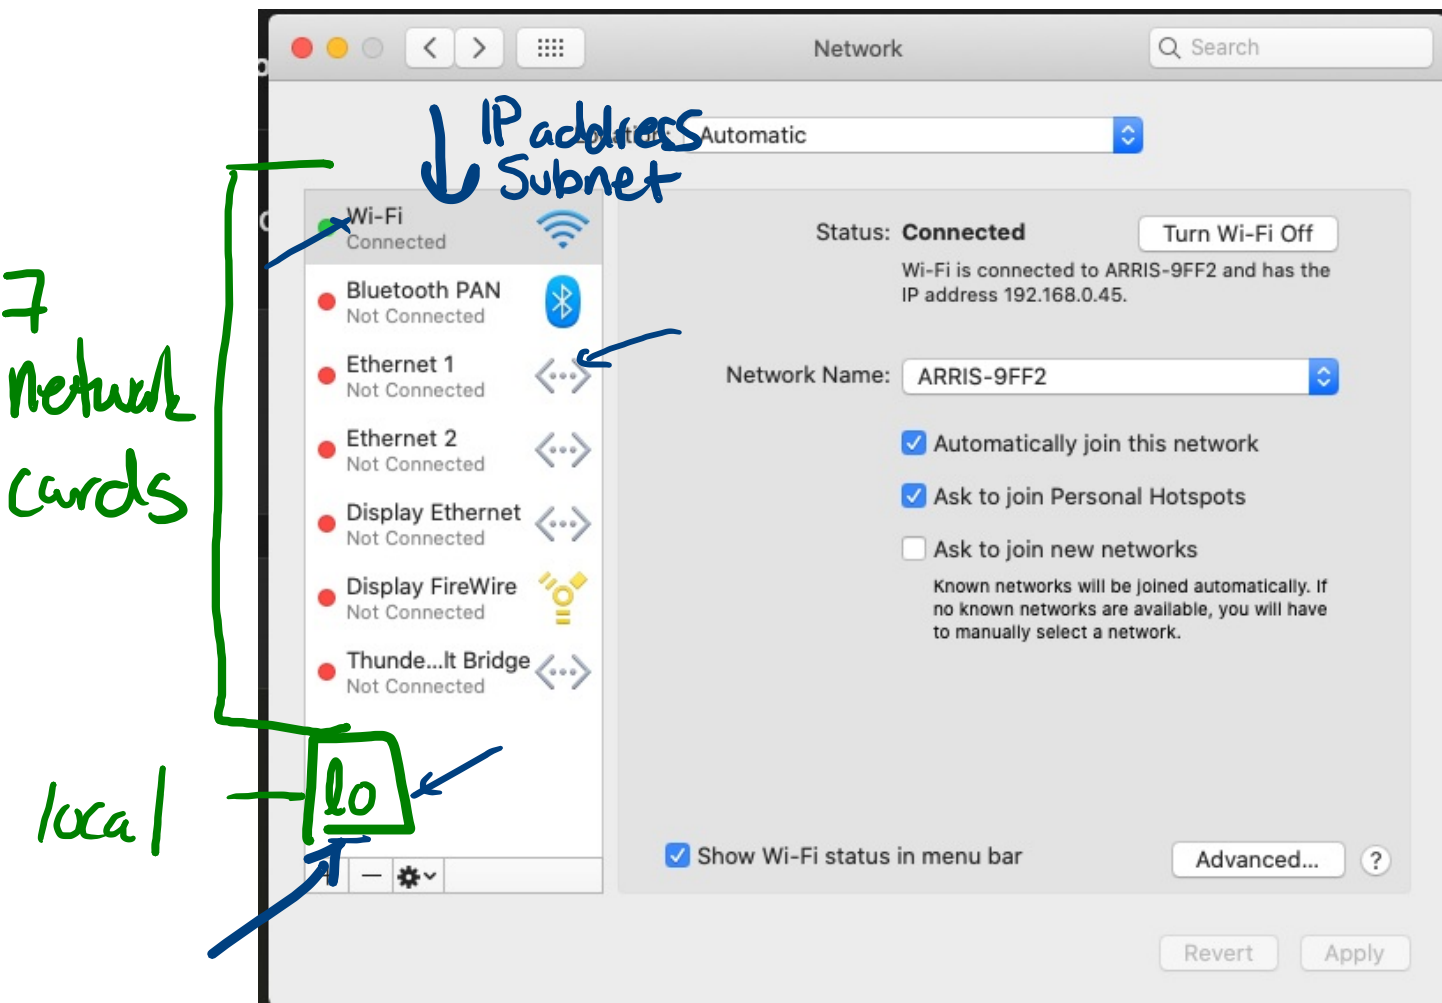 Network
Search
IP address
Subnet
Automatic
Wi-Fi
Connected
Bluetooth PAN
Not Connected
Ethernet 1
Not Connected
Ethernet 2
Not Connected
Display Ethernet
Not Connected
Display FireWire
Not Connected
Thunde...lt Bridge
Not Connected
7
Network
cards
local
lo
Status: Connected
Turn Wi-Fi Off
Wi-Fi is connected to ARRIS-9FF2 and has the
IP address 192.168.0.45.
Network Name: ARRIS-9FF2
Automatically join this network
Ask to join Personal Hotspots
Ask to join new networks
Known networks will be joined automatically. If
no known networks are available, you will have
to manually select a network.
Show Wi-Fi status in menu bar
Advanced...
?
Revert
Apply